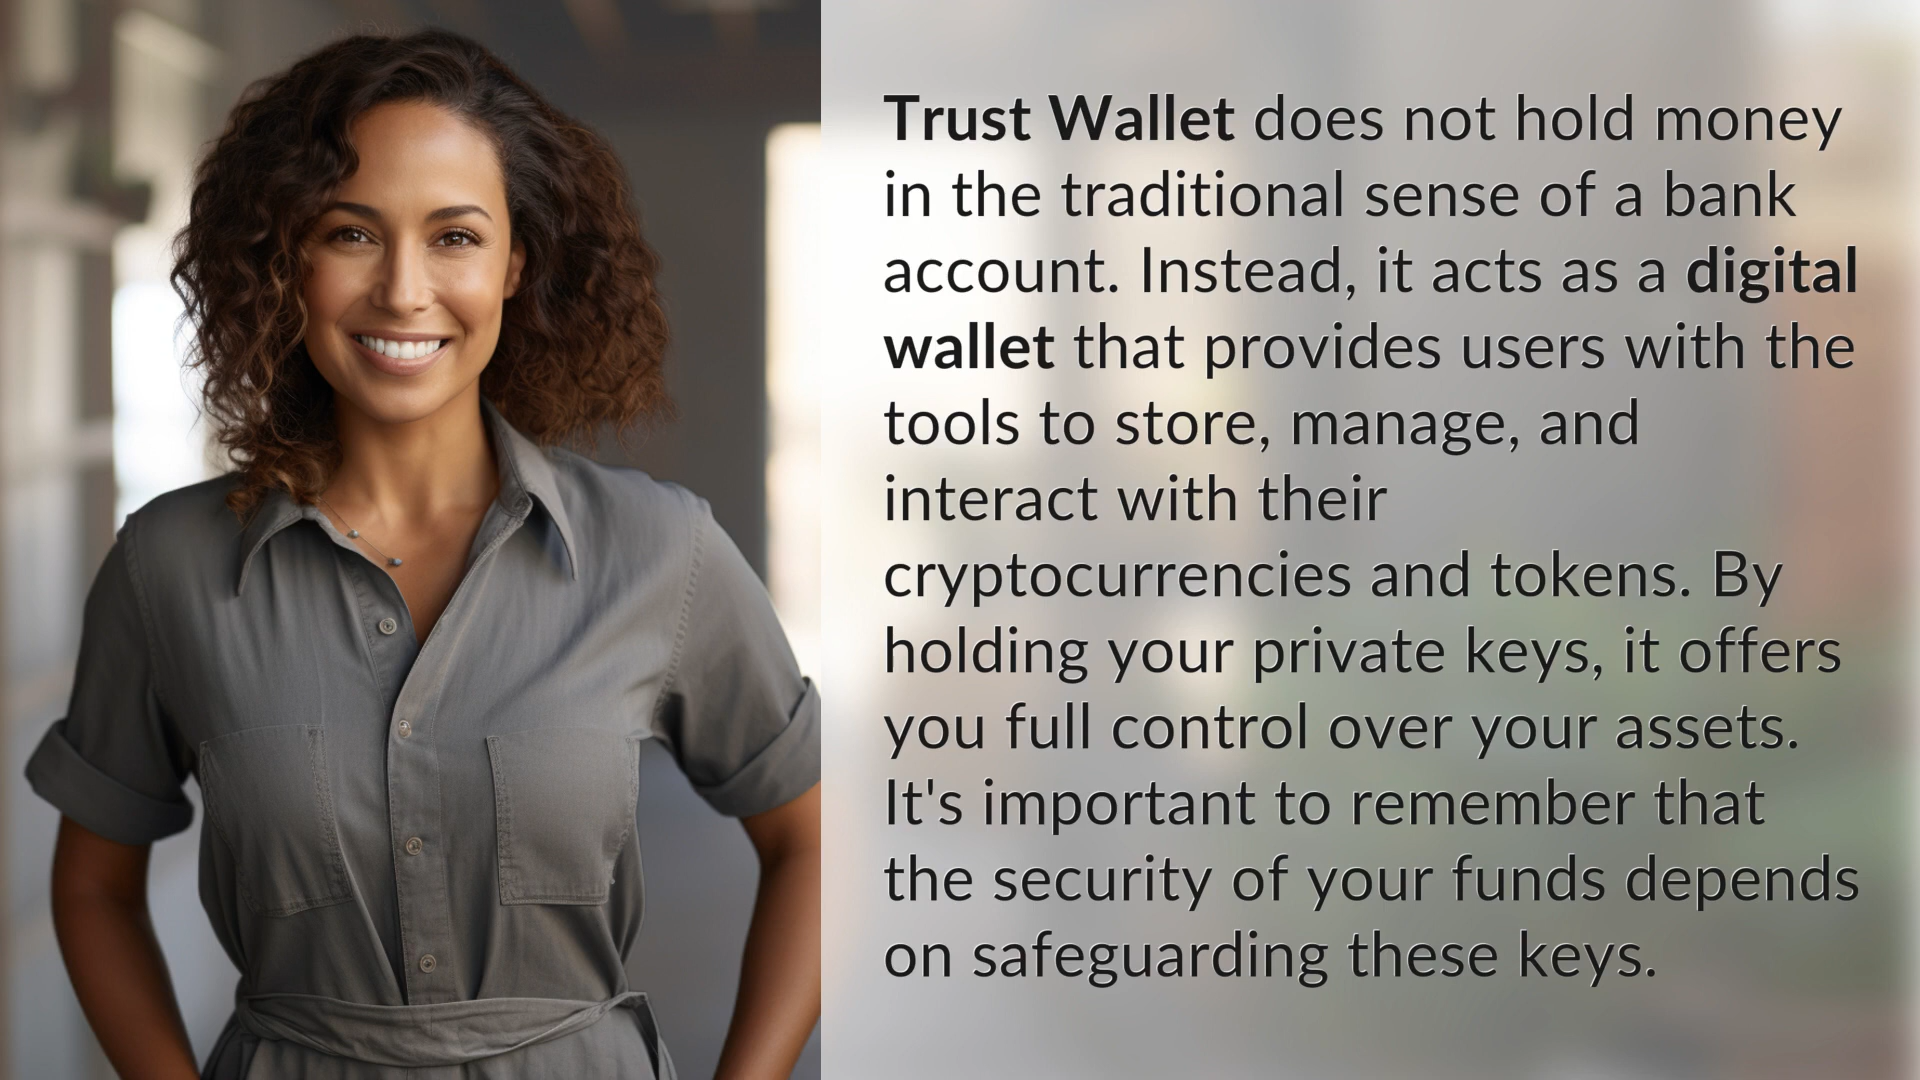 Trust Wallet does not hold money
in the traditional sense of a bank
account. Instead, it acts as a digital
wallet that provides users with the
tools to store, manage, and
interact with their
cryptocurrencies and tokens. By
holding your private keys, it offers
you full control over your assets.
It's important to remember that
the security of your funds depends
on safeguarding these keys.